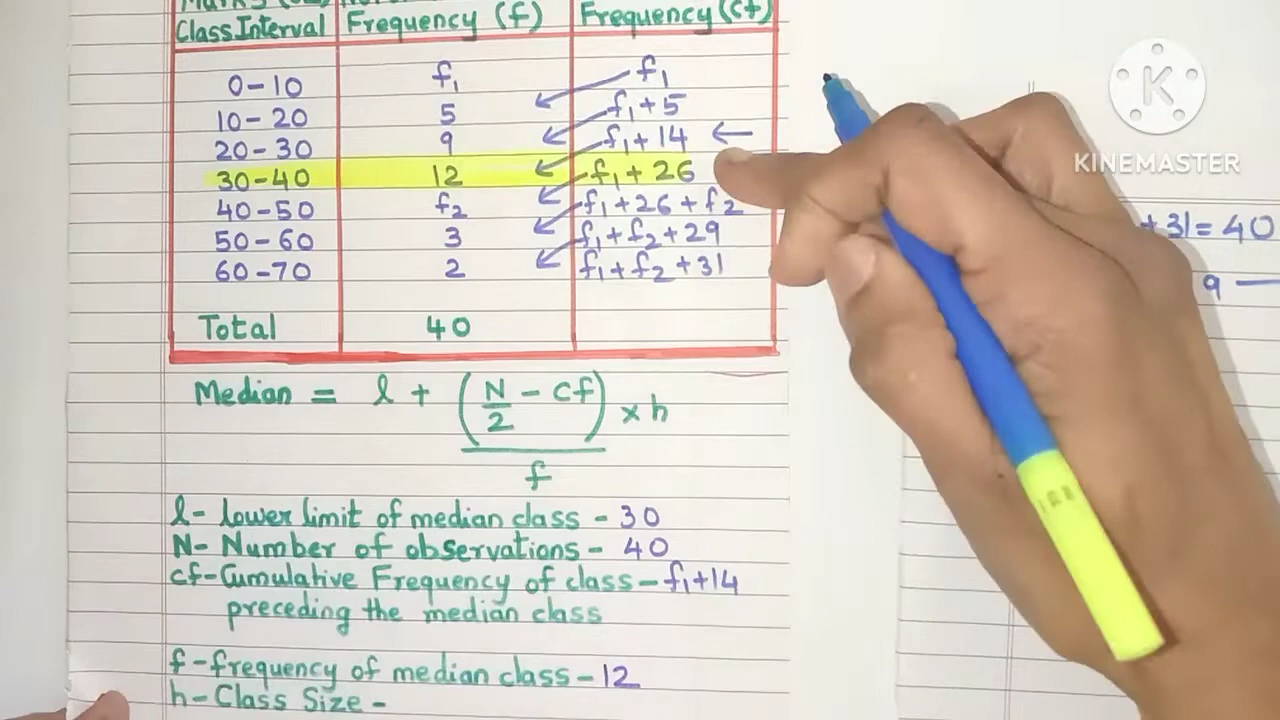 Class Interval Frequency (f) Frequency (cf)
0-10 f₁ f₁
10-20 5 f₁+5
20-30 9 f₁+14 ←
30-40 12 f₁+26
40-50 f₂ f₁+26+f₂
50-60 3 f₁+f₂+29
60-70 2 f₁+f₂+31
Total 40
Median = l + (N/2 - cf)/f × h
l- lower limit of median class - 30
N- Number of observations - 40
cf-Cumulative Frequency of class - f₁+14
preceding the median class
f-frequency of median class - 12
h-Class Size -
K
KINEMASTER
+31=40
9 —